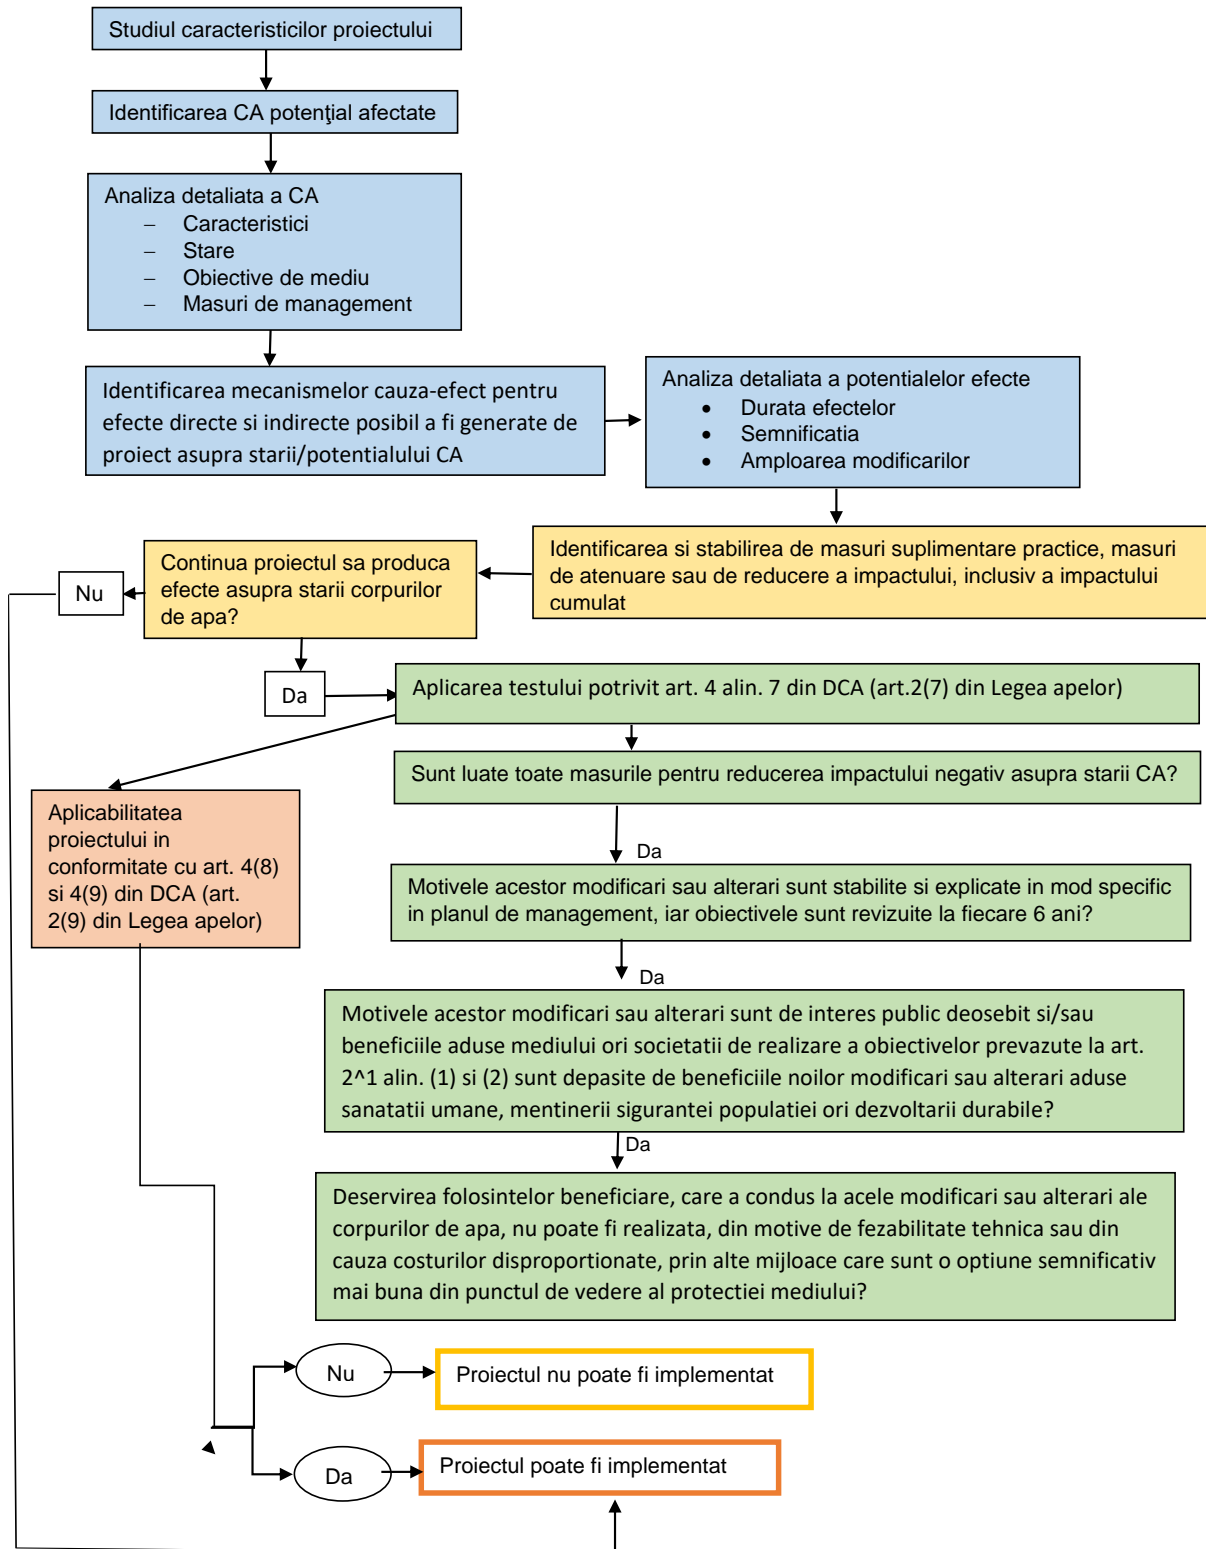 Studiul caracteristicilor proiectului
Identificarea CA potenţial afectate
Analiza detaliata a CA
– Caracteristici
– Stare
– Obiective de mediu
– Masuri de management
Identificarea mecanismelor cauza-efect pentru
efecte directe si indirecte posibil a fi generate de
proiect asupra starii/potentialului CA
Analiza detaliata a potentialelor efecte
• Durata efectelor
• Semnificatia
• Amploarea modificarilor
Identificarea si stabilirea de masuri suplimentare practice, masuri
de atenuare sau de reducere a impactului, inclusiv a impactului
cumulat
Continua proiectul sa produca
efecte asupra starii corpurilor
de apa?
Nu
Da
Aplicarea testului potrivit art. 4 alin. 7 din DCA (art.2(7) din Legea apelor)
Sunt luate toate masurile pentru reducerea impactului negativ asupra starii CA?
Aplicabilitatea
proiectului in
conformitate cu art. 4(8)
si 4(9) din DCA (art.
2(9) din Legea apelor)
Da
Motivele acestor modificari sau alterari sunt stabilite si explicate in mod specific
in planul de management, iar obiectivele sunt revizuite la fiecare 6 ani?
Da
Motivele acestor modificari sau alterari sunt de interes public deosebit si/sau
beneficiile aduse mediului ori societatii de realizare a obiectivelor prevazute la art.
2^1 alin. (1) si (2) sunt depasite de beneficiile noilor modificari sau alterari aduse
sanatatii umane, mentinerii sigurantei populatiei ori dezvoltarii durabile?
Da
Deservirea folosintelor beneficiare, care a condus la acele modificari sau alterari ale
corpurilor de apa, nu poate fi realizata, din motive de fezabilitate tehnica sau din
cauza costurilor disproportionate, prin alte mijloace care sunt o optiune semnificativ
mai buna din punctul de vedere al protectiei mediului?
Nu
Proiectul nu poate fi implementat
Da
Proiectul poate fi implementat